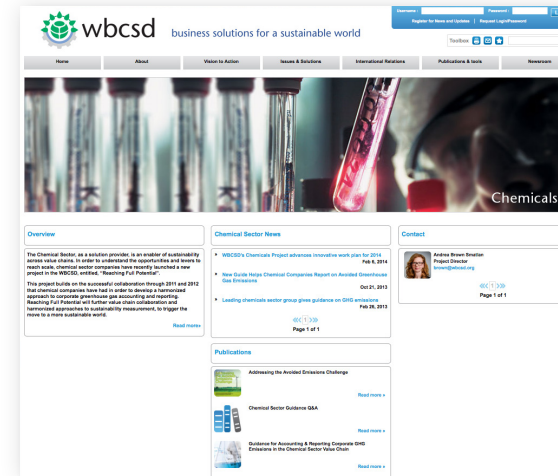 wbcsd business solutions for a sustainable world
Username : Password :
Register for News and Updates | Request Login/Password
Toolbox
Home About Vision to Action Issues & Solutions International Relations Publications & tools Newsroom
Chemicals
Overview
The Chemical Sector, as a solution provider, is an enabler of sustainability
across value chains. In order to understand the opportunities and levers to
reach scale, chemical sector companies have recently launched a new
project in the WBCSD, entitled, "Reaching Full Potential".
This project builds on the successful collaboration through 2011 and 2012
that chemical companies have had in order to develop a harmonized
approach to corporate greenhouse gas accounting and reporting.
Reaching Full Potential will further value chain collaboration and
harmonized approaches to sustainability measurement, to trigger the
move to a more sustainable world.
Read more»
Chemical Sector News
WBCSD's Chemicals Project advances innovative work plan for 2014
Feb 6, 2014
New Guide Helps Chemical Companies Report on Avoided Greenhouse
Gas Emissions
Oct 21, 2013
Leading chemicals sector group gives guidance on GHG emissions
Feb 26, 2013
1
Page 1 of 1
Publications
Addressing the Avoided Emissions Challenge
Read more »
Chemical Sector Guidance Q&A
Read more »
Guidance for Accounting & Reporting Corporate GHG
Emissions in the Chemical Sector Value Chain
Read more »
Contact
Andrea Brown Smatlan
Project Director
brown@wbcsd.org
1
Page 1 of 1